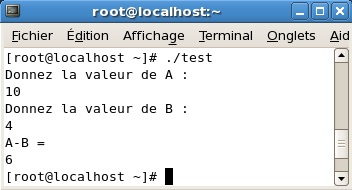 root@localhost:~
Fichier Édition Affichage Terminal Onglets Aid
[root@localhost ~]# ./test
Donnez la valeur de A :
10
Donnez la valeur de B :
4
A-B =
6
[root@localhost ~]#